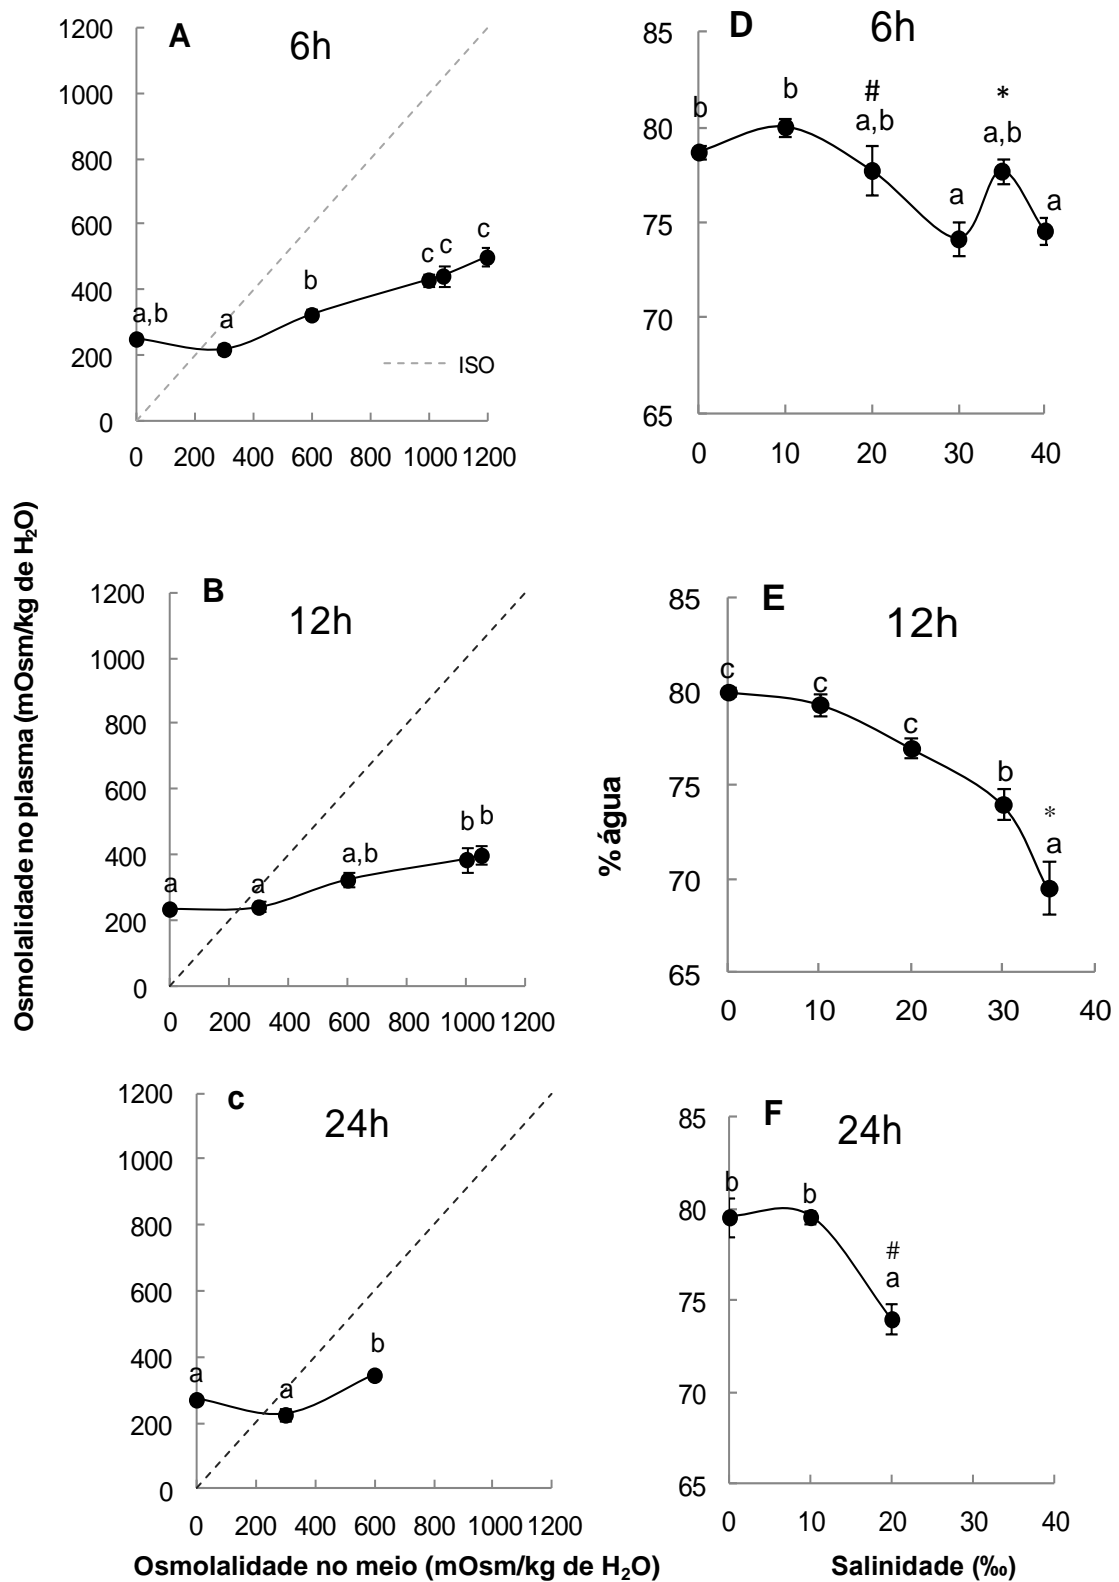 A
6h
1200
1000
800
600
400
200
0
a,b
a
b
c
c
c
ISO
0 200 400 600 800 1000 1200
D
6h
85
80
75
70
65
b
b
#
a,b
a
*
a,b
a
0 10 20 30 40
Osmolalidade no plasma (mOsm/kg de H₂O)
B
12h
1200
1000
800
600
400
200
0
a
a
a,b
b
b
0 200 400 600 800 1000 1200
% água
E
12h
85
80
75
70
65
c
c
c
b
*
a
0 10 20 30 40
c
24h
1200
1000
800
600
400
200
0
a
a
b
0 200 400 600 800 1000 1200
Osmolalidade no meio (mOsm/kg de H₂O)
F
24h
85
80
75
70
65
b
b
#
a
0 10 20 30 40
Salinidade (‰)